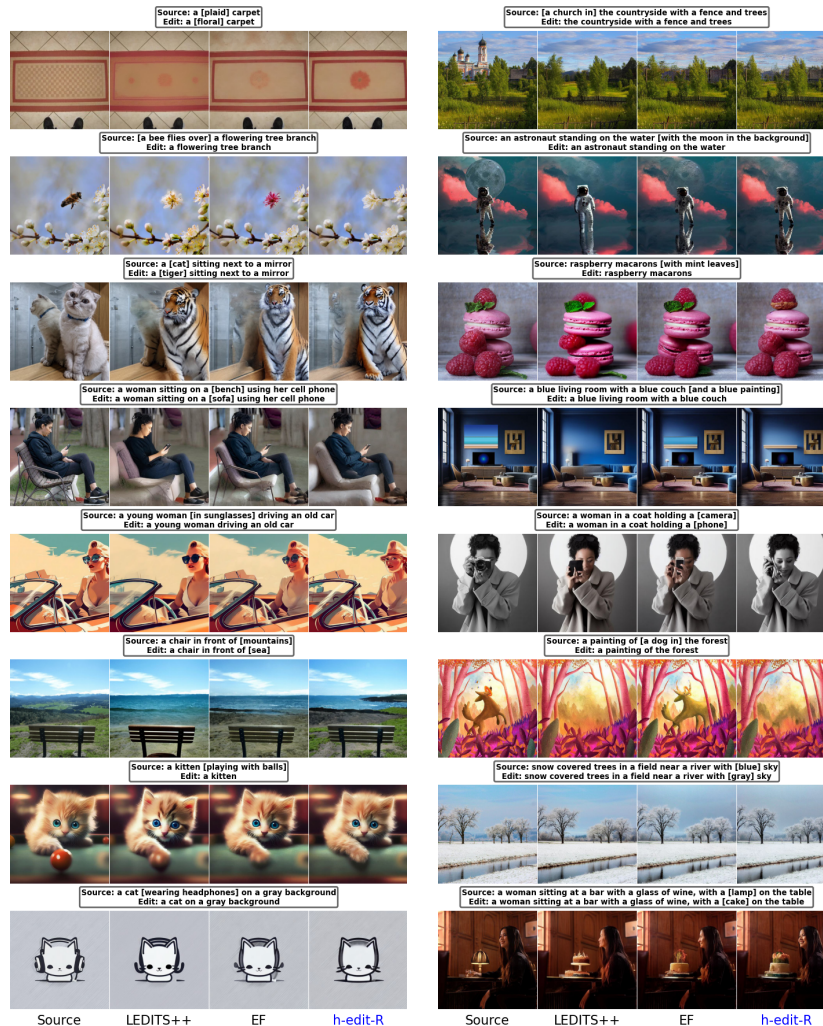 Source: a [plaid] carpet
Edit: a [floral] carpet
Source: [a church in] the countryside with a fence and trees
Edit: the countryside with a fence and trees
Source: [a bee flies over] a flowering tree branch
Edit: a flowering tree branch
Source: an astronaut standing on the water [with the moon in the background]
Edit: an astronaut standing on the water
Source: a [cat] sitting next to a mirror
Edit: a [tiger] sitting next to a mirror
Source: raspberry macarons [with mint leaves]
Edit: raspberry macarons
Source: a woman sitting on a [bench] using her cell phone
Edit: a woman sitting on a [sofa] using her cell phone
Source: a blue living room with a blue couch [and a blue painting]
Edit: a blue living room with a blue couch
Source: a young woman [in sunglasses] driving an old car
Edit: a young woman driving an old car
Source: a woman in a coat holding a [camera]
Edit: a woman in a coat holding a [phone]
Source: a chair in front of [mountains]
Edit: a chair in front of [sea]
Source: a painting of [a dog in] the forest
Edit: a painting of the forest
Source: a kitten [playing with balls]
Edit: a kitten
Source: snow covered trees in a field near a river with [blue] sky
Edit: snow covered trees in a field near a river with [gray] sky
Source: a cat [wearing headphones] on a gray background
Edit: a cat on a gray background
Source: a woman sitting at a bar with a glass of wine, with a [lamp] on the table
Edit: a woman sitting at a bar with a glass of wine, with a [cake] on the table
Source LEDITS++ EF h-edit-R
Source LEDITS++ EF h-edit-R